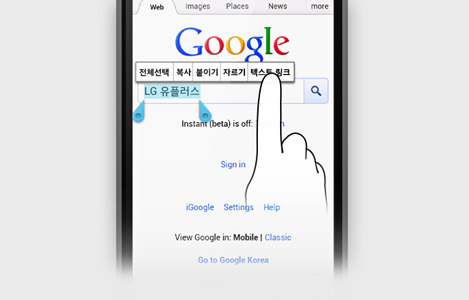 Web Images Places News more
Google
전체선택 복사 붙이기 자르기 텍스트 링크
LG 유플러스
Instant (beta) is off:
Sign in
iGoogle Settings Help
View Google in: Mobile | Classic
Go to Google Korea